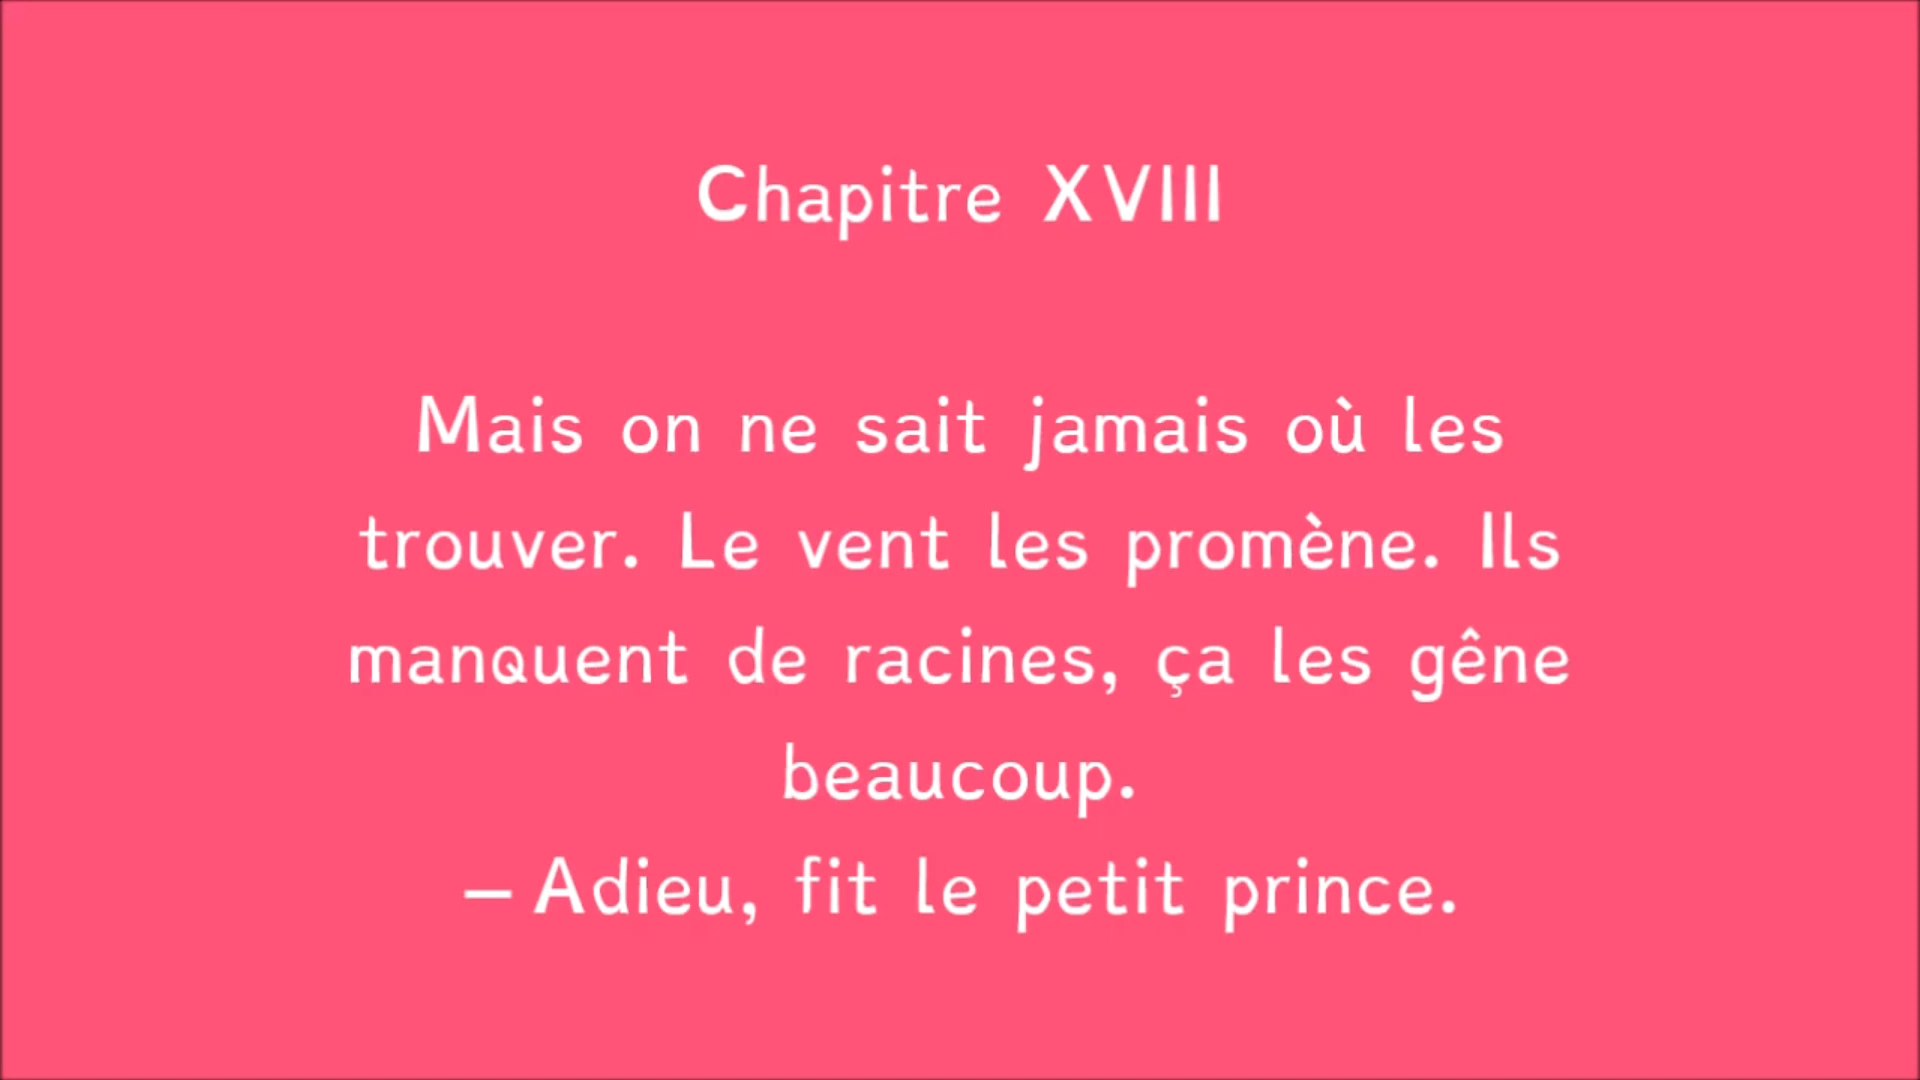 Chapitre XVIII
Mais on ne sait jamais où les
trouver. Le vent les promène. Ils
manquent de racines, ça les gêne
beaucoup.
– Adieu, fit le petit prince.